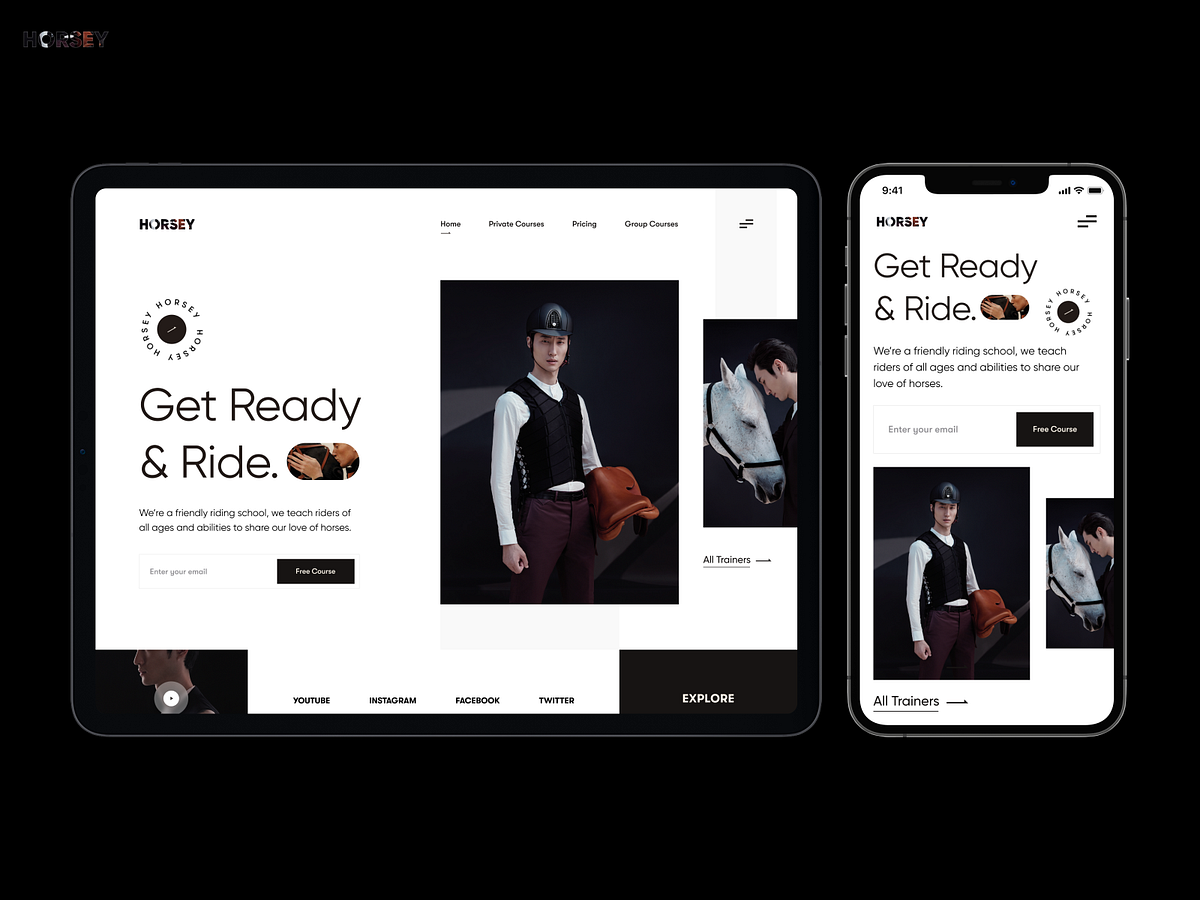 HORSEY
HORSEY
Home Private Courses Pricing Group Courses
HORSEY HORSEY HORSEY
Get Ready
& Ride.
We're a friendly riding school, we teach riders of
all ages and abilities to share our love of horses.
Enter your email Free Course
All Trainers
YOUTUBE INSTAGRAM FACEBOOK TWITTER EXPLORE
9:41
HORSEY
Get Ready
& Ride.
HORSEY HORSEY HORSEY
We're a friendly riding school, we teach
riders of all ages and abilities to share our
love of horses.
Enter your email Free Course
All Trainers